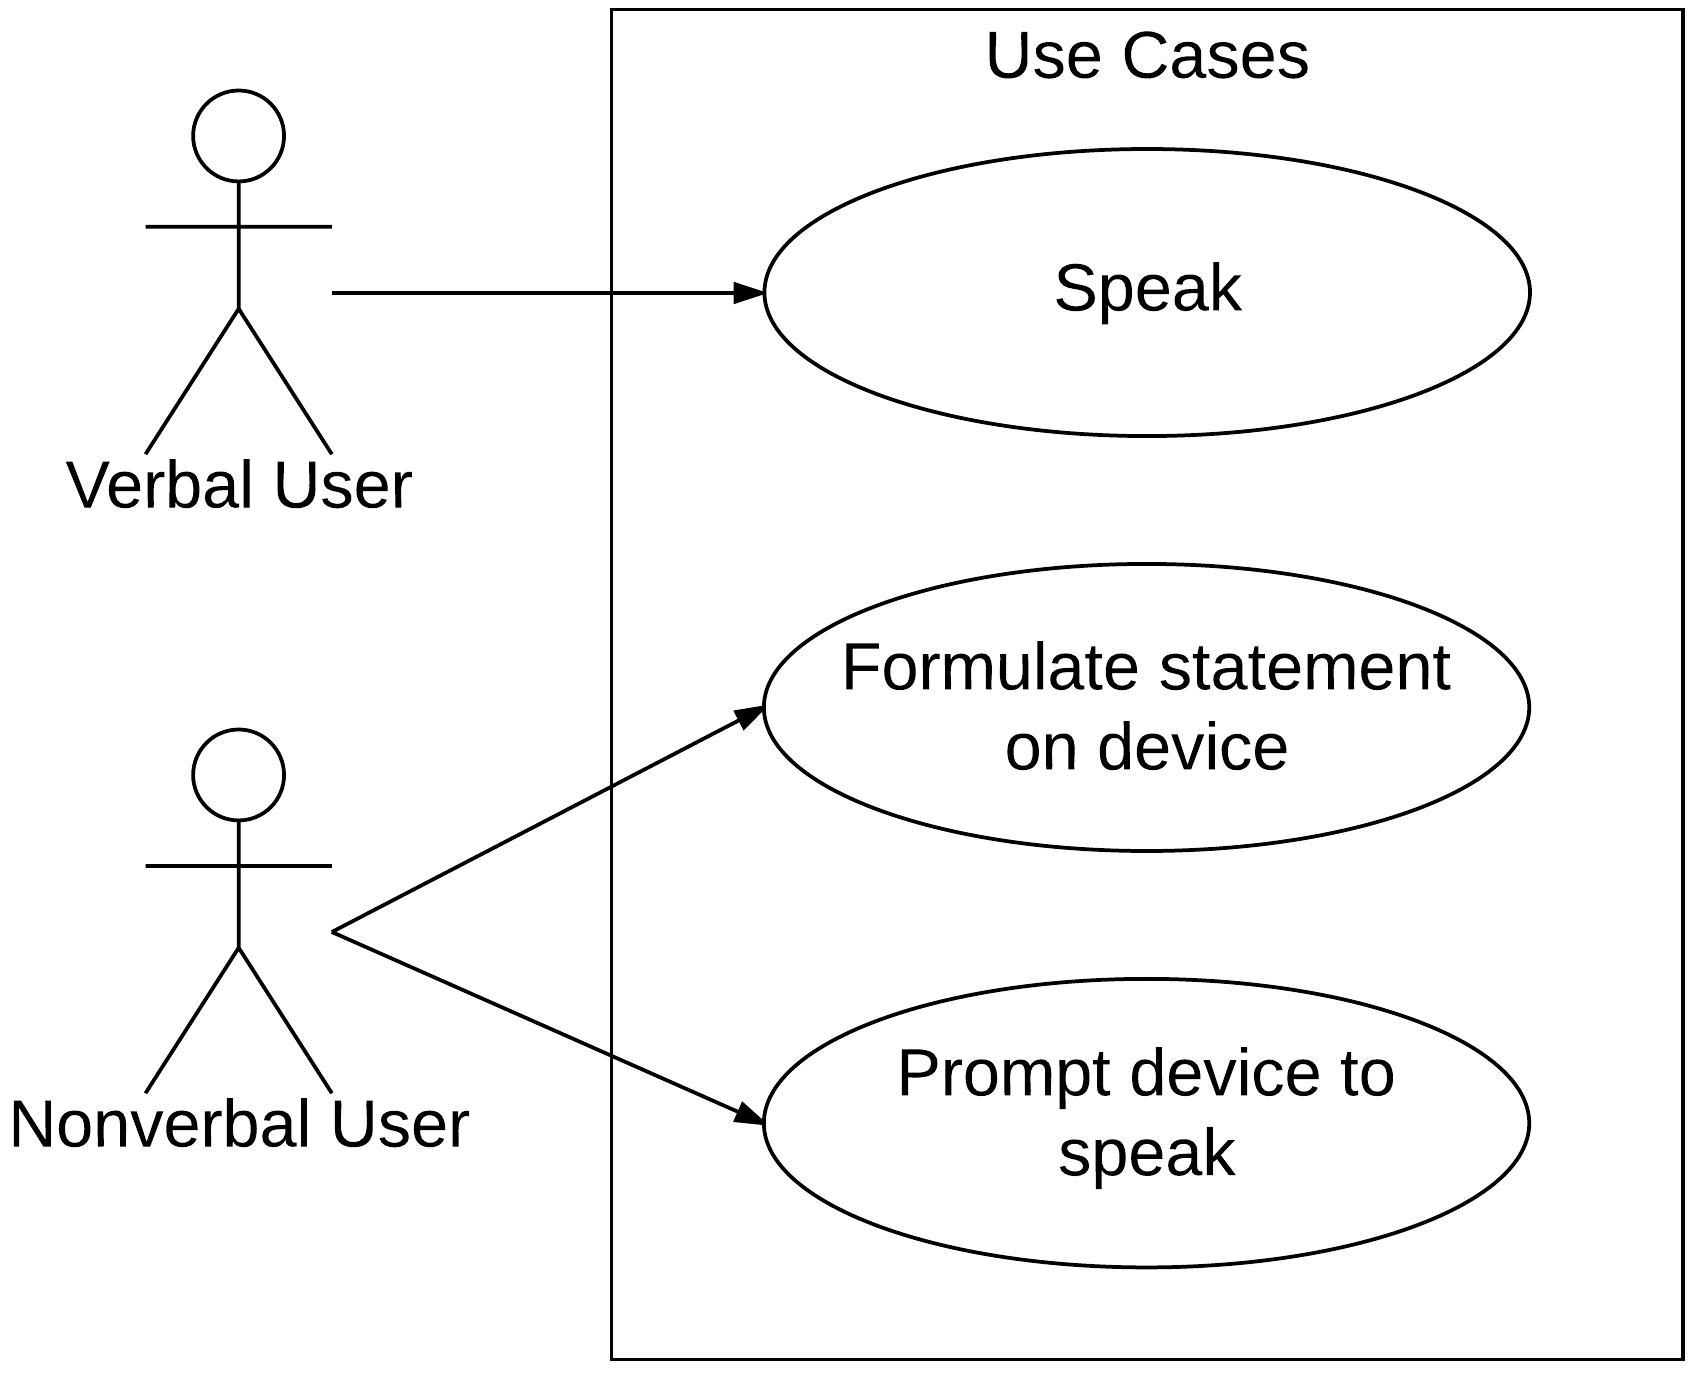 Use Cases
Speak
Verbal User
Formulate statement
on device
Prompt device to
speak
Nonverbal User